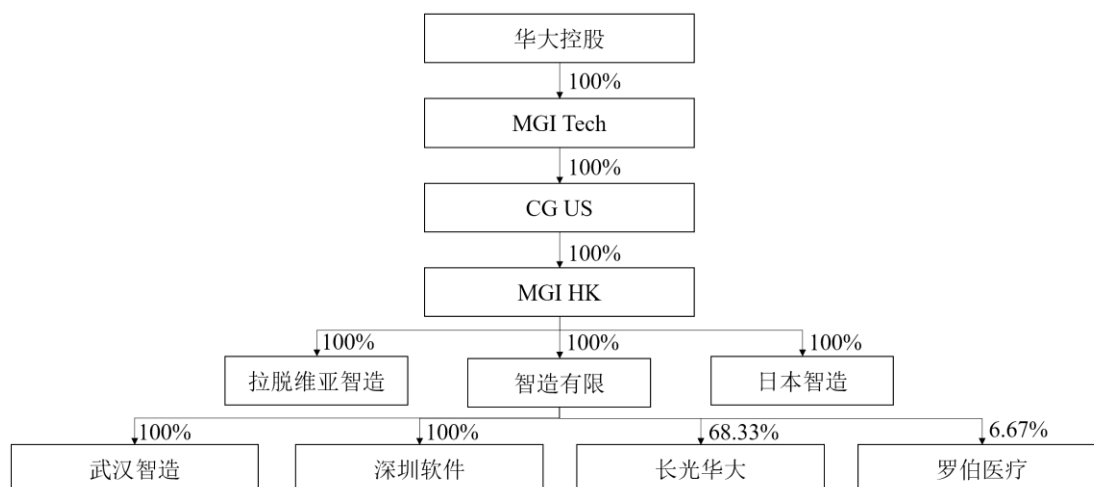 华大控股
100%
MGI Tech
100%
CG US
100%
MGI HK
100% 100% 100%
拉脱维亚智造 智造有限 日本智造
100% 100% 68.33% 6.67%
武汉智造 深圳软件 长光华大 罗伯医疗